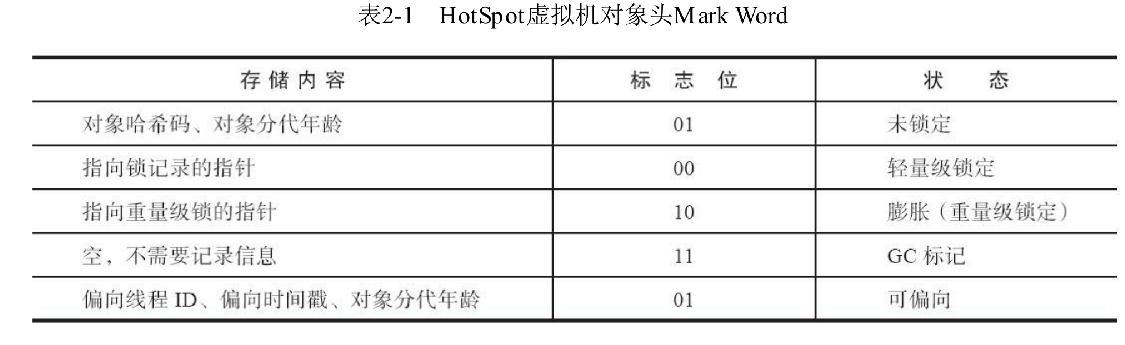 表2-1 HotSpot虚拟机对象头Mark Word
存储内容 标志位 状态
对象哈希码、对象分代年龄 01 未锁定
指向锁记录的指针 00 轻量级锁定
指向重量级锁的指针 10 膨胀（重量级锁定）
空，不需要记录信息 11 GC 标记
偏向线程 ID、偏向时间戳、对象分代年龄 01 可偏向